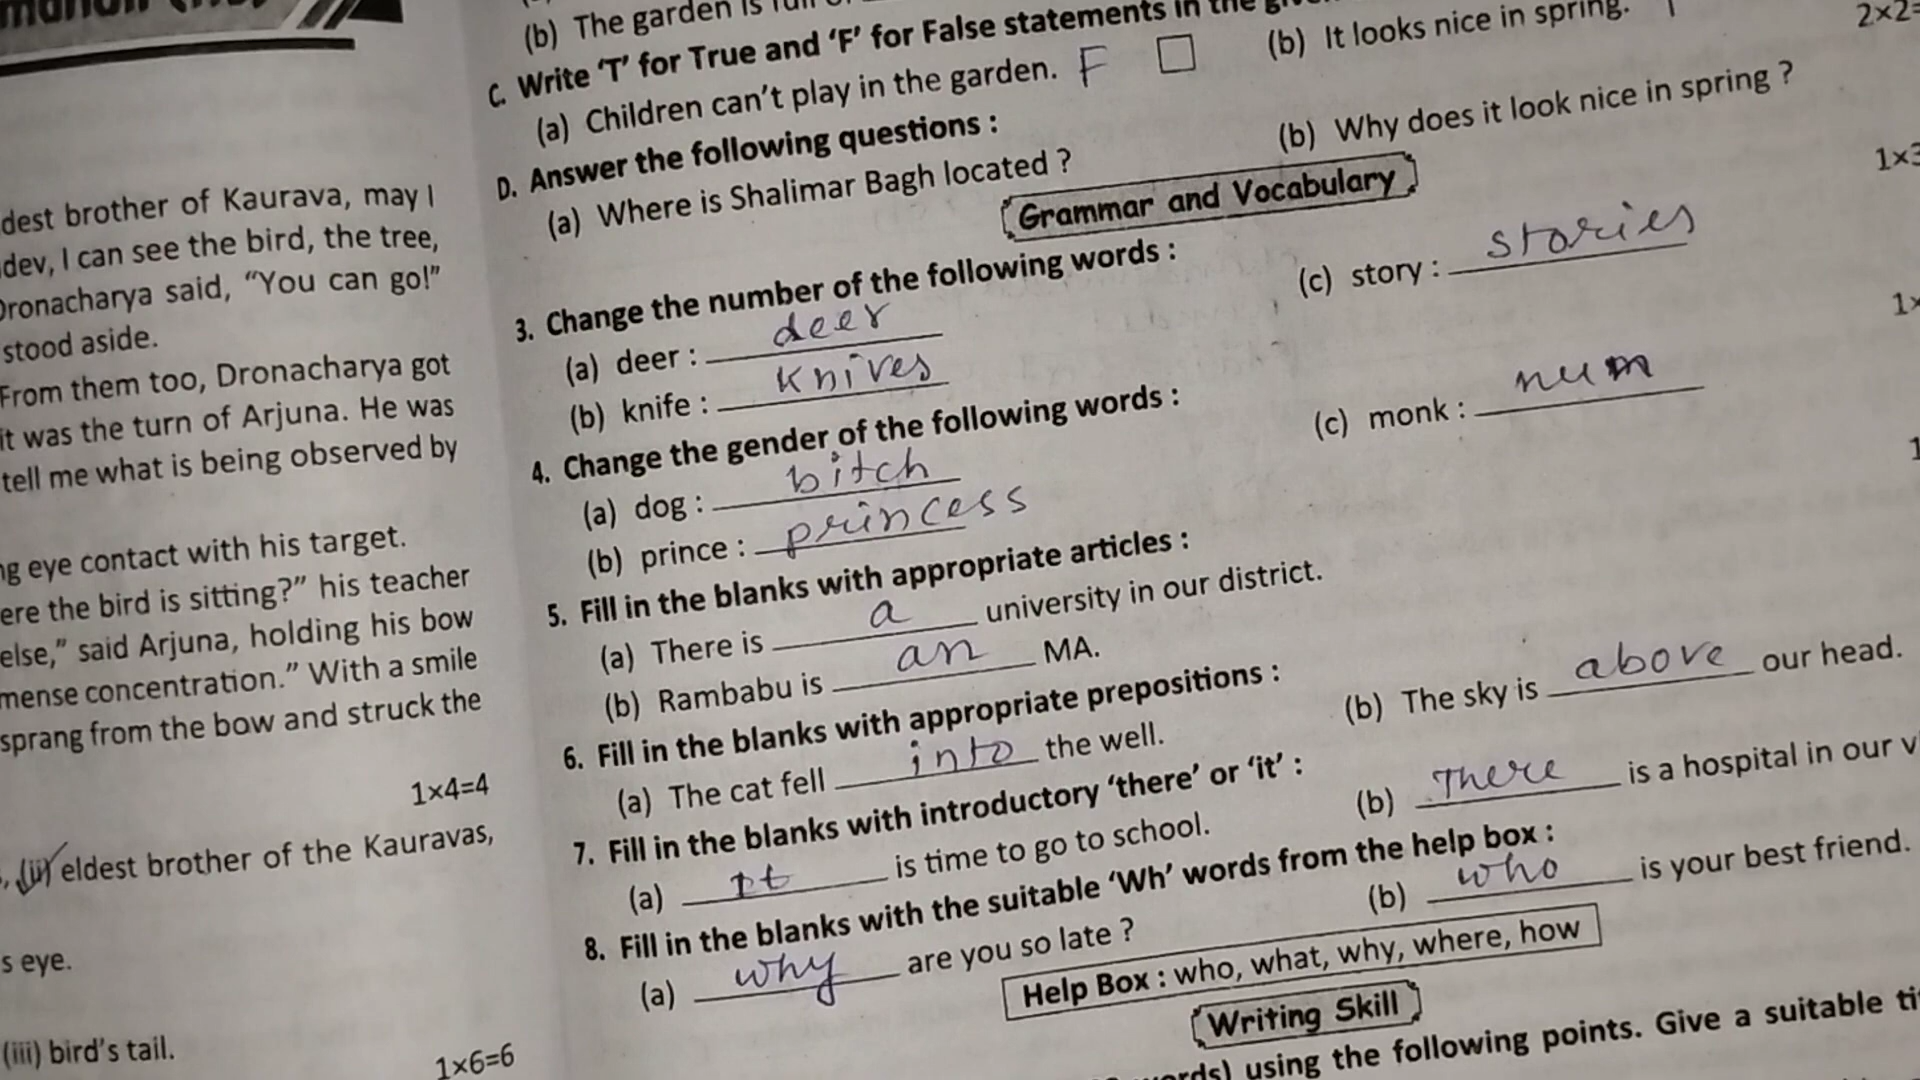 dest brother of Kaurava, may I
dev, I can see the bird, the tree,
Dronacharya said, “You can go!”
stood aside.
From them too, Dronacharya got
it was the turn of Arjuna. He was
tell me what is being observed by
ng eye contact with his target.
ere the bird is sitting?” his teacher
else,” said Arjuna, holding his bow
mense concentration.” With a smile
sprang from the bow and struck the
1×4=4
, (ii) eldest brother of the Kauravas,
s eye.
(iii) bird's tail.
1×6=6
(b) The garden is
C. Write ‘T’ for True and ‘F’ for False statements in the
(a) Children can’t play in the garden. F
(b) It looks nice in spring.
2×2=
D. Answer the following questions :
(a) Where is Shalimar Bagh located ?
(b) Why does it look nice in spring ?
Grammar and Vocabulary
1×3
3. Change the number of the following words :
(a) deer : deer
(b) knife : knives
(c) story : stories
1×
4. Change the gender of the following words :
(a) dog : bitch
(b) prince : princess
(c) monk : num
1
5. Fill in the blanks with appropriate articles :
(a) There is a university in our district.
(b) Rambabu is an MA.
6. Fill in the blanks with appropriate prepositions :
(a) The cat fell into the well.
(b) The sky is above our head.
7. Fill in the blanks with introductory ‘there’ or ‘it’ :
(a) It is time to go to school.
(b) There is a hospital in our v
8. Fill in the blanks with the suitable ‘Wh’ words from the help box :
(a) why are you so late ?
(b) who is your best friend.
Help Box : who, what, why, where, how
Writing Skill
words) using the following points. Give a suitable ti